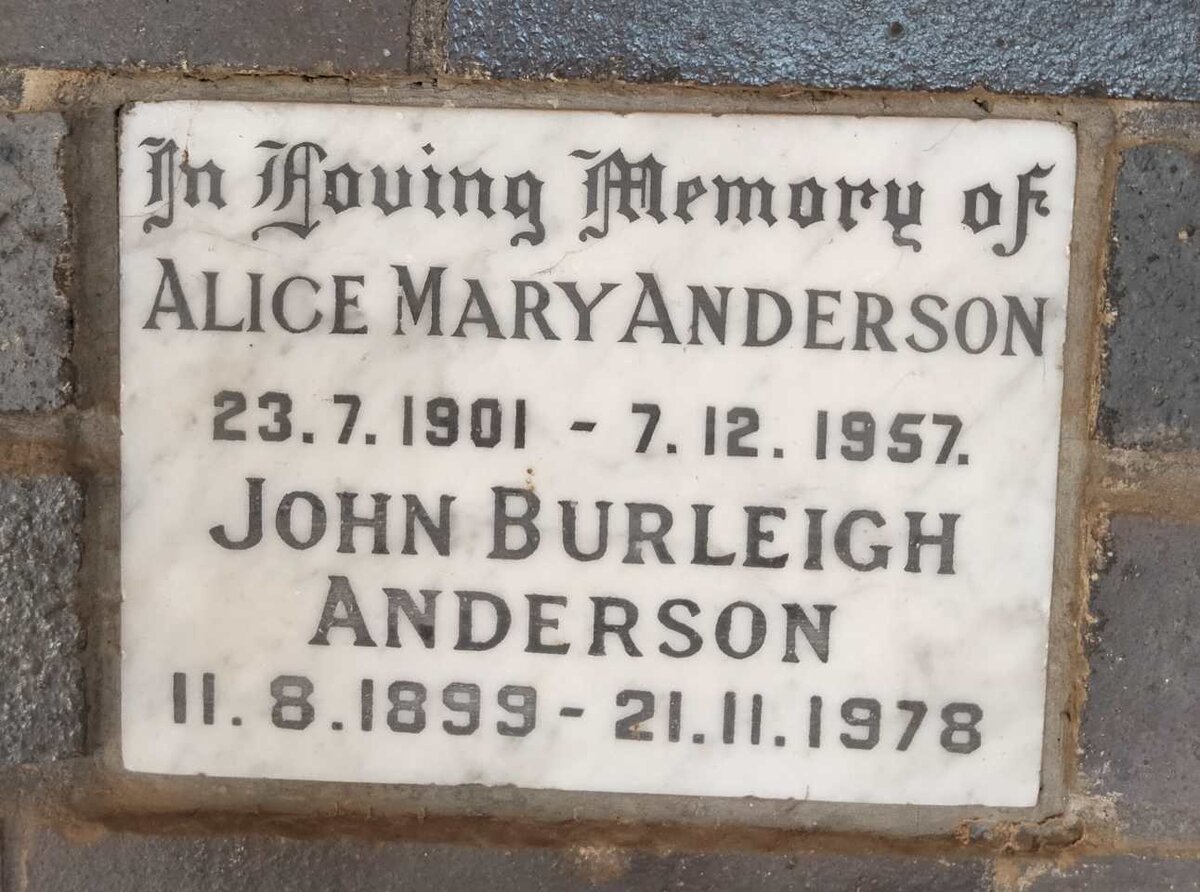 In Loving Memory of
ALICE MARY ANDERSON
23.7.1901 - 7.12.1957.
JOHN BURLEIGH
ANDERSON
11.8.1899 - 21.11.1978